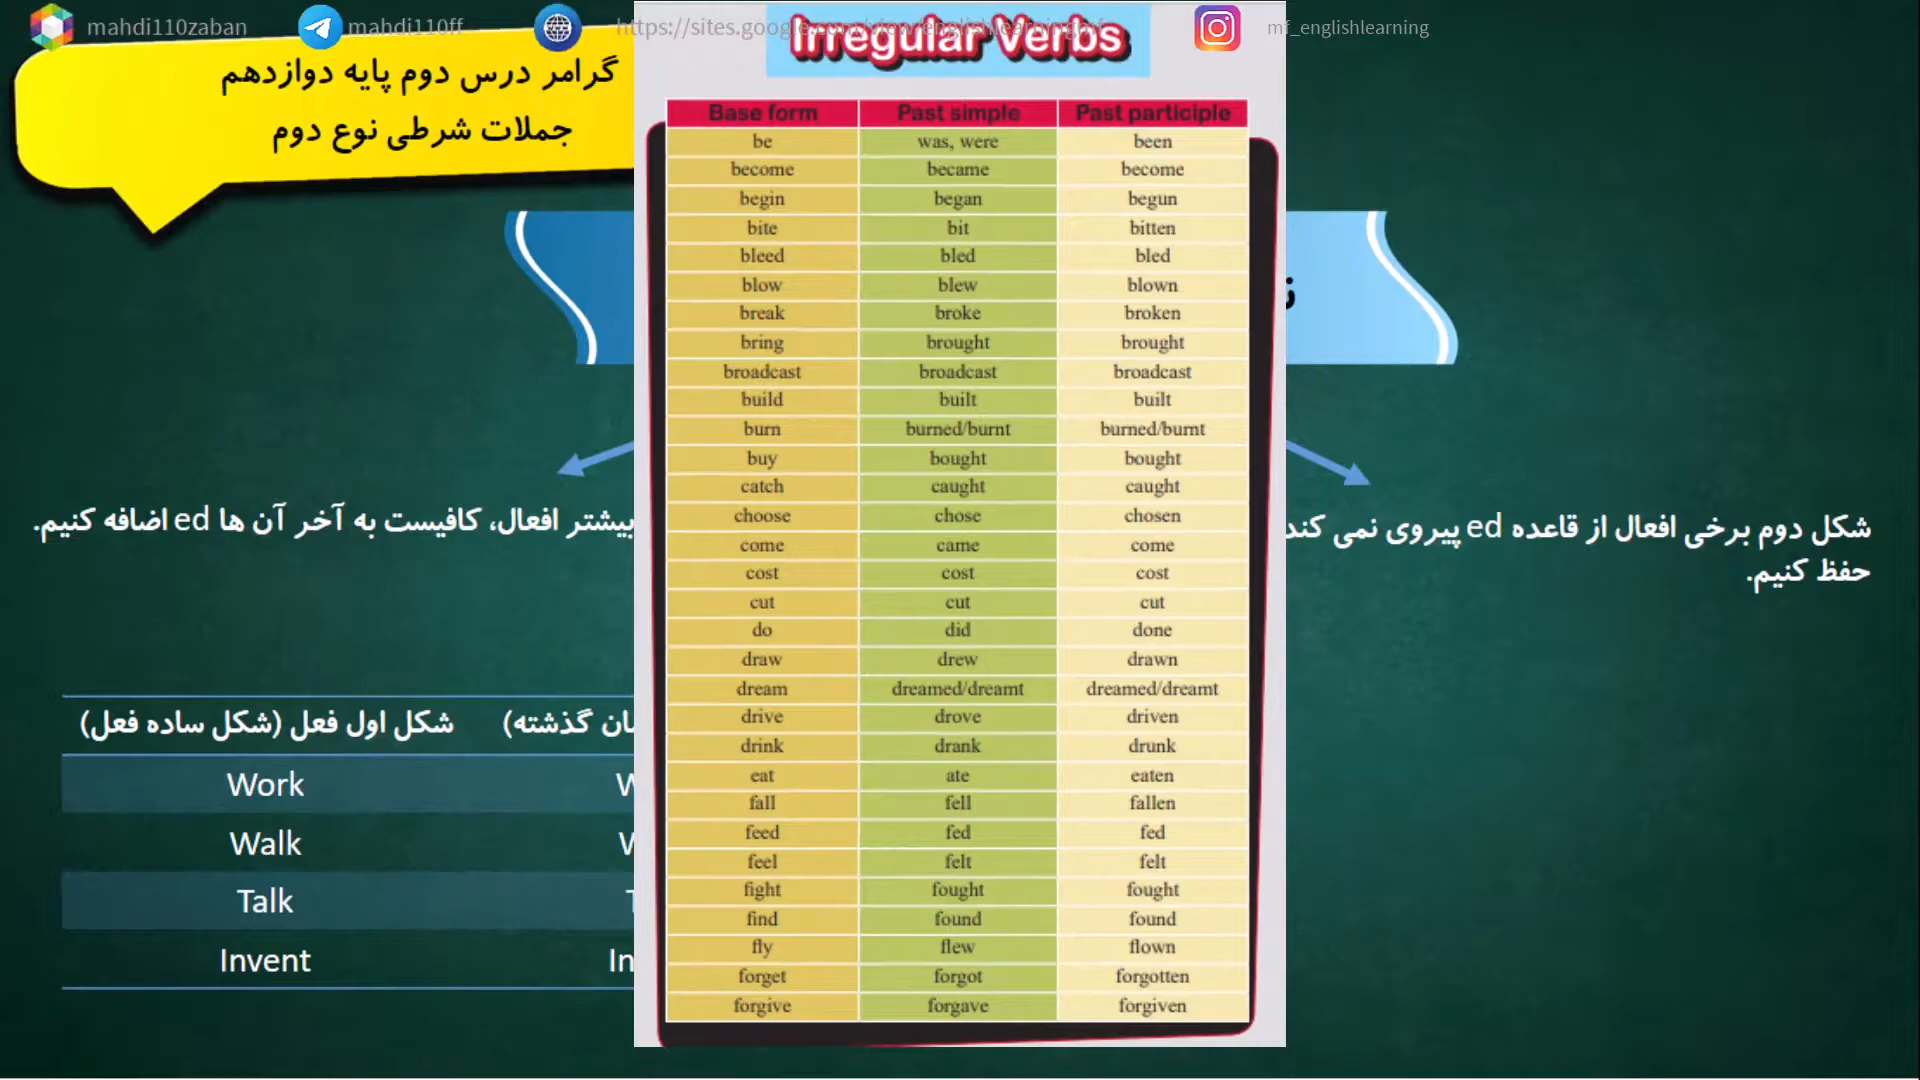 mahdi110zaban
mahdi110ff
https://sites.google.com/view/englishlearningmf
mf_englishlearning
گرامر درس دوم پایه دوازدهم
جملات شرطی نوع دوم
Irregular Verbs
Base form Past simple Past participle
be was, were been
become became become
begin began begun
bite bit bitten
bleed bled bled
blow blew blown
break broke broken
bring brought brought
broadcast broadcast broadcast
build built built
burn burned/burnt burned/burnt
buy bought bought
catch caught caught
choose chose chosen
come came come
cost cost cost
cut cut cut
do did done
draw drew drawn
dream dreamed/dreamt dreamed/dreamt
drive drove driven
drink drank drunk
eat ate eaten
fall fell fallen
feed fed fed
feel felt felt
fight fought fought
find found found
fly flew flown
forget forgot forgotten
forgive forgave forgiven
شکل دوم برخی افعال از قاعده ed پیروی نمی کند
حفظ کنیم.
بیشتر افعال، کافیست به آخر آن ها ed اضافه کنیم.
شکل اول فعل (شکل ساده فعل) گذشته)
Work
Walk
Talk
Invent